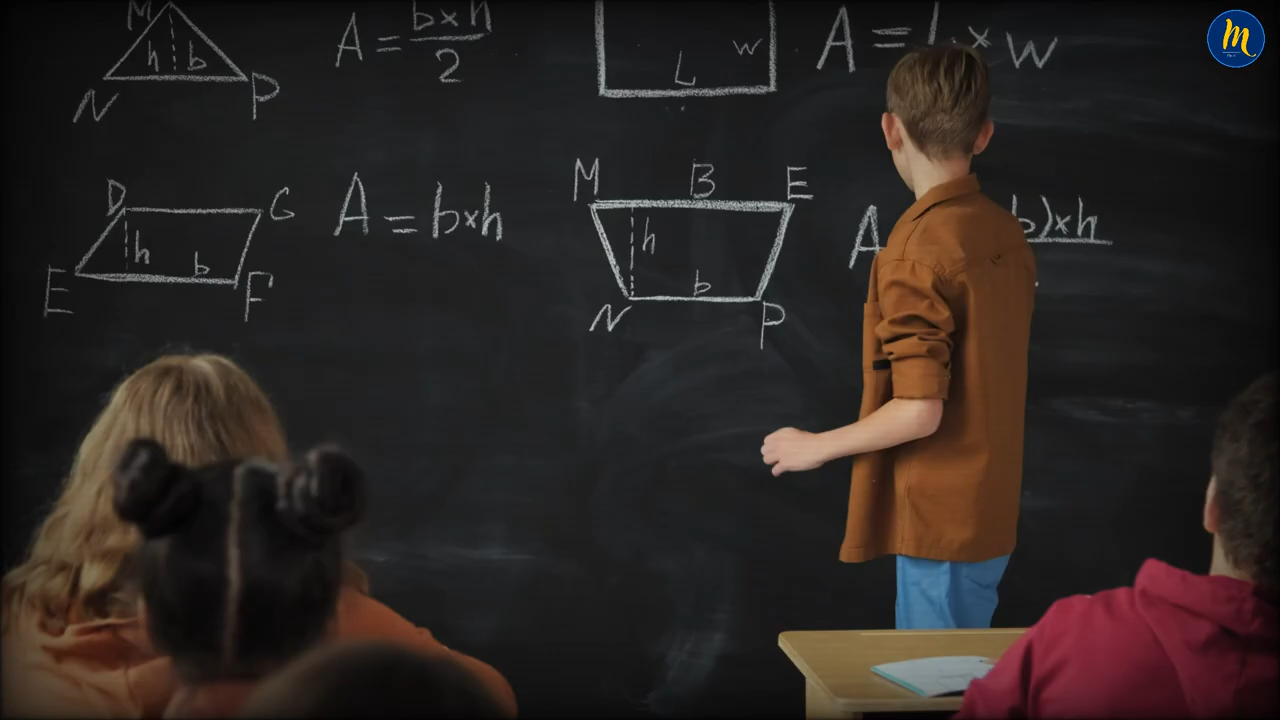 M
h b
N P
A = b×h
2
L w
A = L × w
D G
h
b
E F
A = b×h
M B E
h
b
N P
A b)×h
m